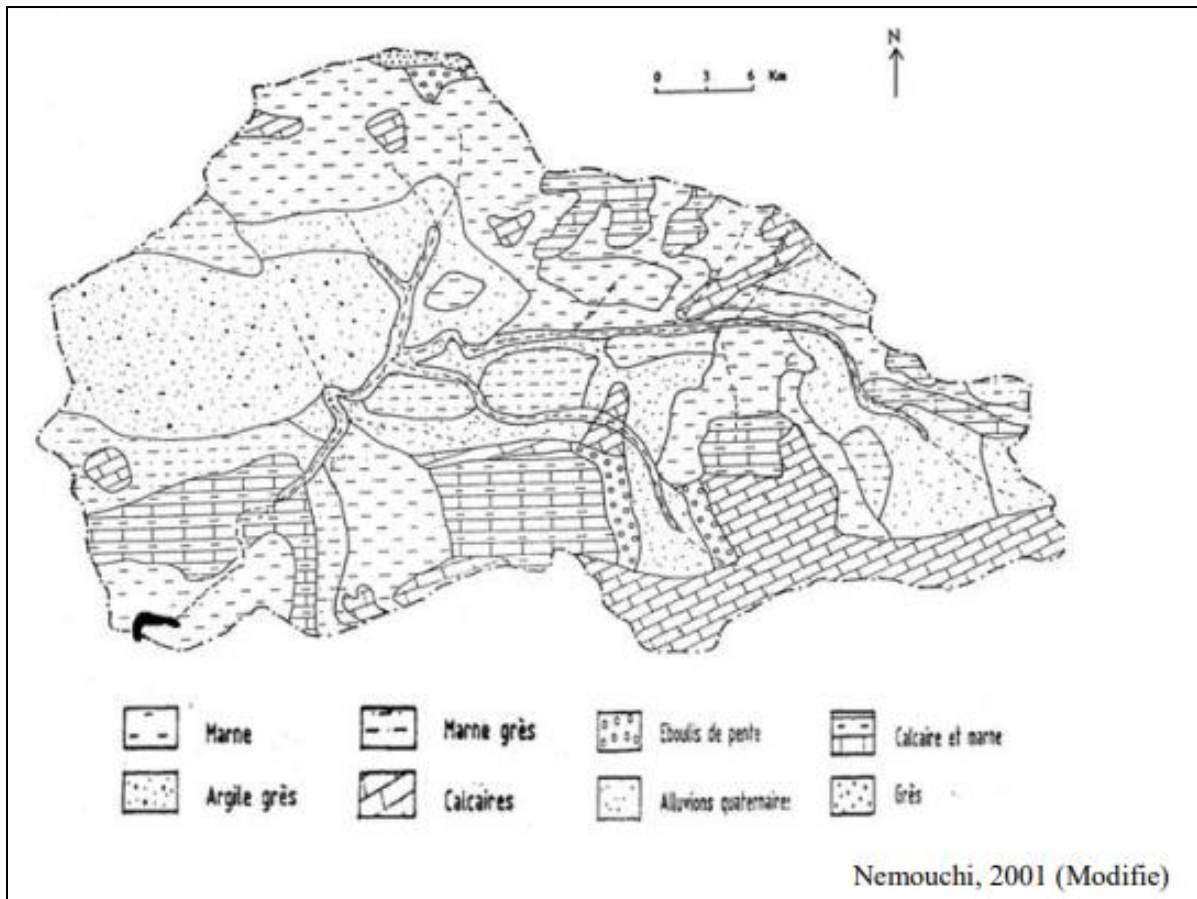 N
0 3 6 Km
Marne
Marne grès
Eboulis de pente
Calcaire et marne
Argile grès
Calcaires
Alluvions quaternaires
Grès
Nemouchi, 2001 (Modifie)